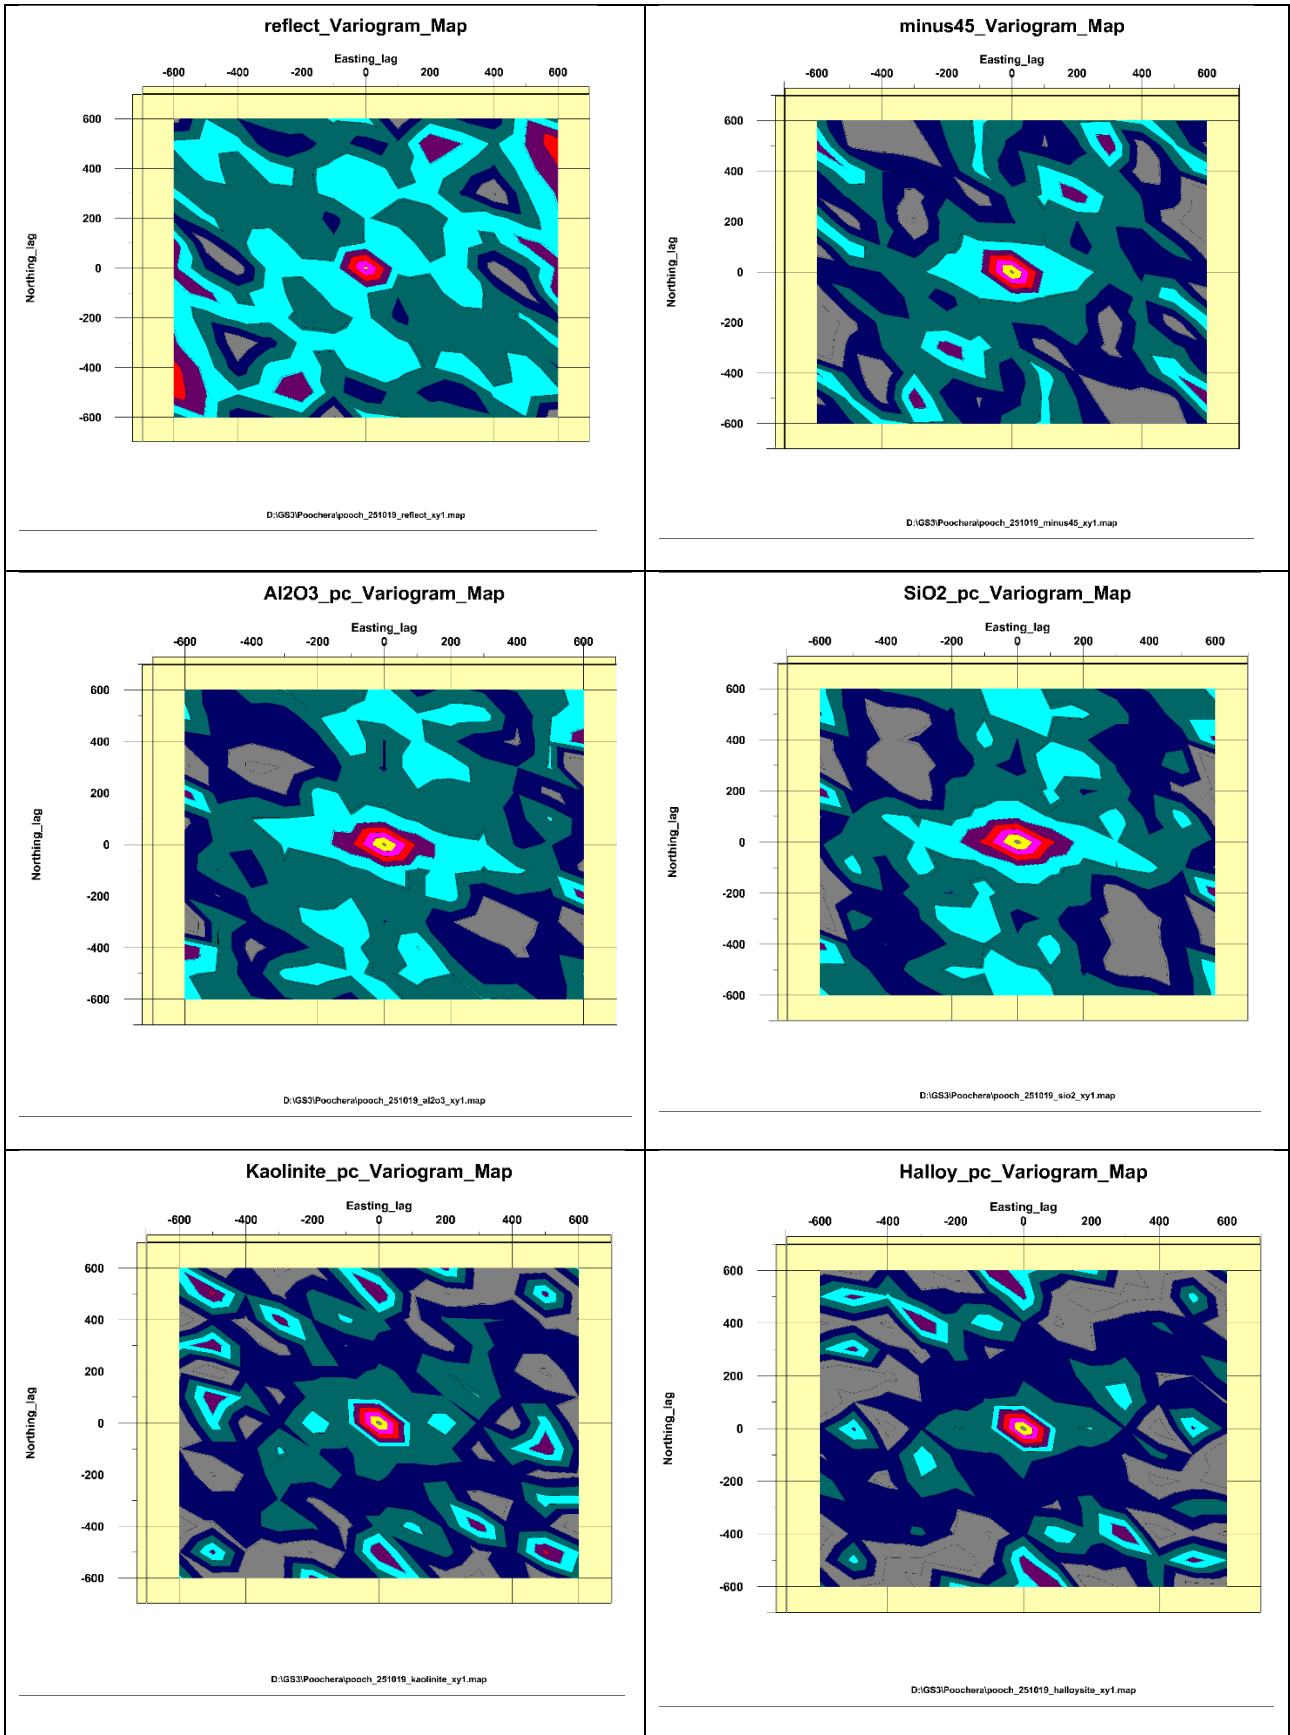 reflect_Variogram_Map
Easting_lag
-600 -400 -200 0 200 400 600
600
400
200
0
-200
-400
-600
Northing_lag
D:\GS3\Poochera\pooch_251019_reflect_xy1.map
minus45_Variogram_Map
Easting_lag
-600 -400 -200 0 200 400 600
600
400
200
0
-200
-400
-600
Northing_lag
D:\GS3\Poochera\pooch_251019_minus45_xy1.map
Al2O3_pc_Variogram_Map
Easting_lag
-600 -400 -200 0 200 400 600
600
400
200
0
-200
-400
-600
Northing_lag
D:\GS3\Poochera\pooch_251019_al2o3_xy1.map
SiO2_pc_Variogram_Map
Easting_lag
-600 -400 -200 0 200 400 600
600
400
200
0
-200
-400
-600
Northing_lag
D:\GS3\Poochera\pooch_251019_sio2_xy1.map
Kaolinite_pc_Variogram_Map
Easting_lag
-600 -400 -200 0 200 400 600
600
400
200
0
-200
-400
-600
Northing_lag
D:\GS3\Poochera\pooch_251019_kaolinite_xy1.map
Halloy_pc_Variogram_Map
Easting_lag
-600 -400 -200 0 200 400 600
600
400
200
0
-200
-400
-600
Northing_lag
D:\GS3\Poochera\pooch_251019_halloysite_xy1.map